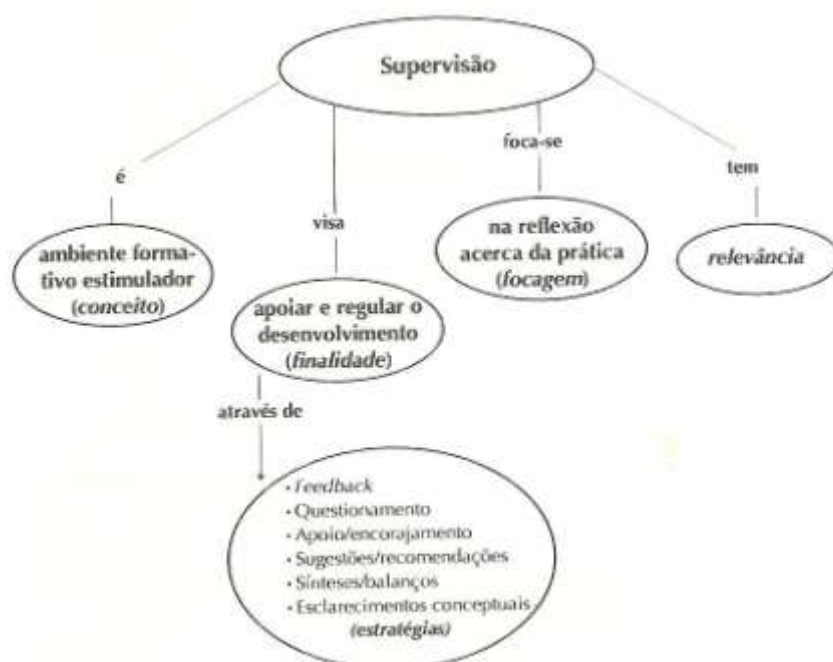 Supervisão
é
visa
foca-se
tem
ambiente forma-
tivo estimulador
(conceito)
apoiar e regular o
desenvolvimento
(finalidade)
na reflexão
acerca da prática
(focagem)
relevância
através de
• Feedback
• Questionamento
• Apoio/encorajamento
• Sugestões/recomendações
• Sínteses/balanços
• Esclarecimentos conceptuais
(estratégias)